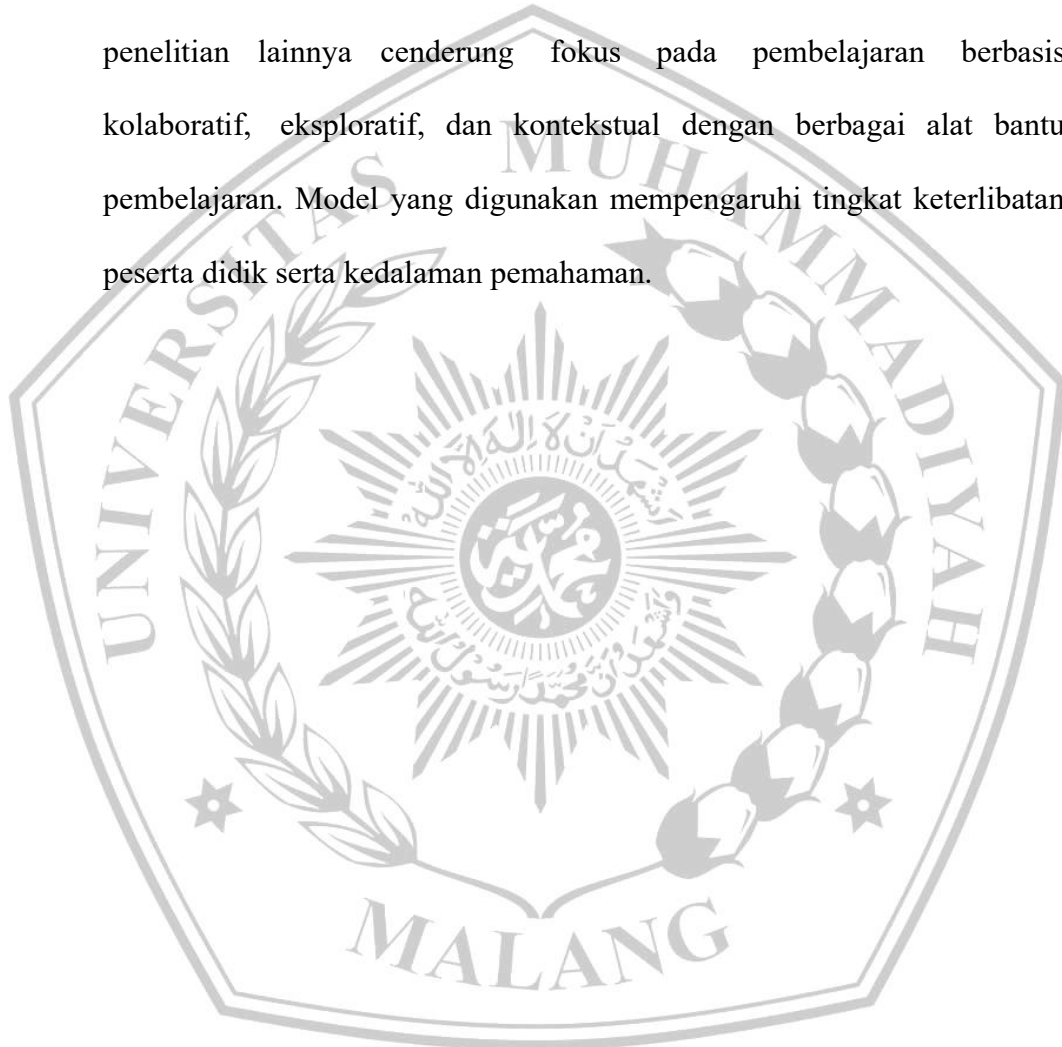 penelitian lainnya cenderung fokus pada pembelajaran berbasis
kolaboratif, eksploratif, dan kontekstual dengan berbagai alat bantu
pembelajaran. Model yang digunakan mempengaruhi tingkat keterlibatan
peserta didik serta kedalaman pemahaman.
UNIVERSITAS MUHAMMADIYAH
MALANG